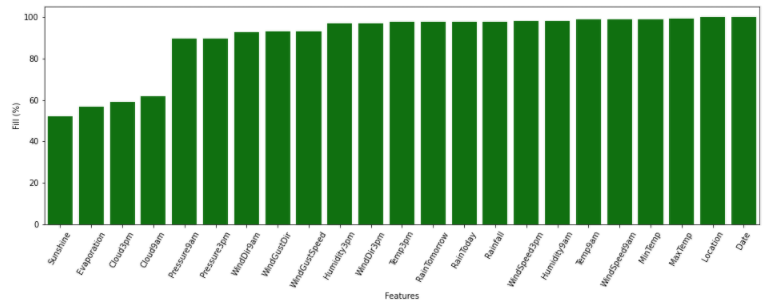 100
80
60
40
20
0
Fill (%)
Sunshine
Evaporation
Cloud3pm
Cloud9am
Pressure9am
Pressure3pm
WindDir9am
WindGustDir
WindGustSpeed
Humidity3pm
WindDir3pm
Temp3pm
RainTomorrow
RainToday
Rainfall
WindSpeed3pm
Humidity9am
Temp9am
WindSpeed9am
MinTemp
MaxTemp
Location
Date
Features